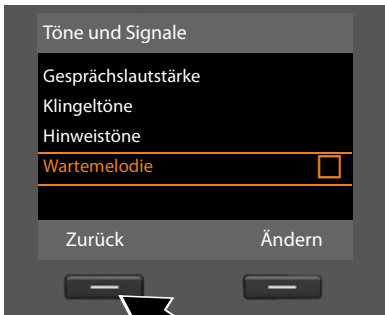 Töne und Signale
Gesprächslautstärke
Klingeltöne
Hinweistöne
Wartemelodie
Zurück Ändern